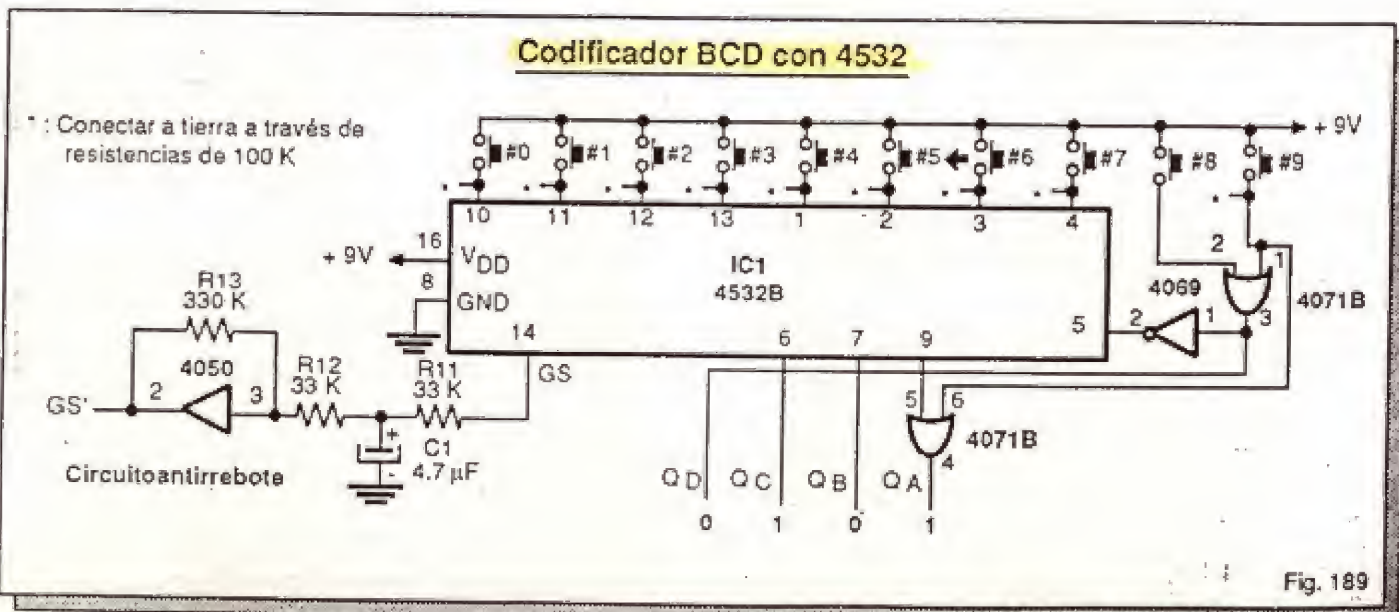 Codificador BCD con 4532
* : Conectar a tierra a través de
resistencias de 100 K
+ 9V
#0
#1
#2
#3
#4
#5
#6
#7
#8
#9
10
11
12
13
1
2
3
4
2
1
+ 9V
16
VDD
8
GND
IC1
4532B
4069
4071B
5
2
1
3
R13
330 K
14
6
7
9
4050
R12
33 K
R11
33 K
GS
GS'
2
3
5
6
4071B
4
C1
4.7 µF
+
-
Circuitoantirrebote
QD
QC
QB
QA
0
1
0
1
Fig. 189